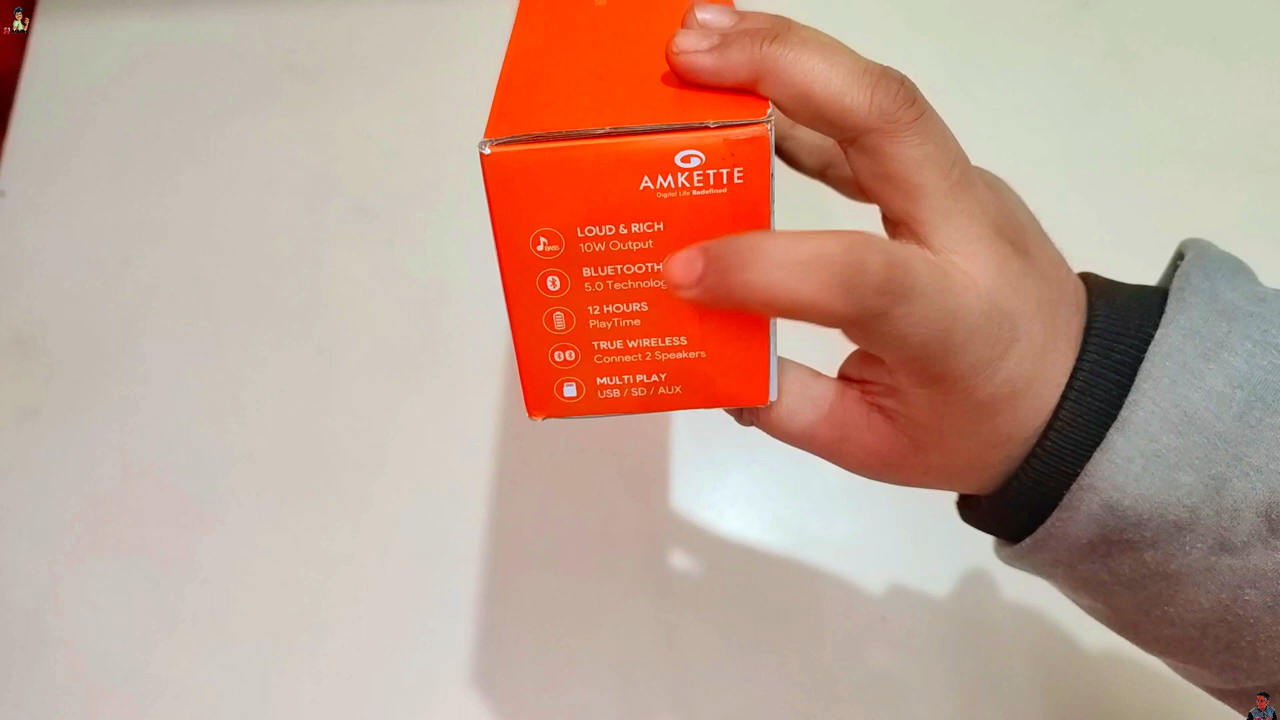 AMKETTE
Digital Life Redefined
LOUD & RICH
BASS
10W Output
BLUETOOTH
5.0 Technolog
12 HOURS
PlayTime
TRUE WIRELESS
Connect 2 Speakers
MULTI PLAY
USB / SD / AUX